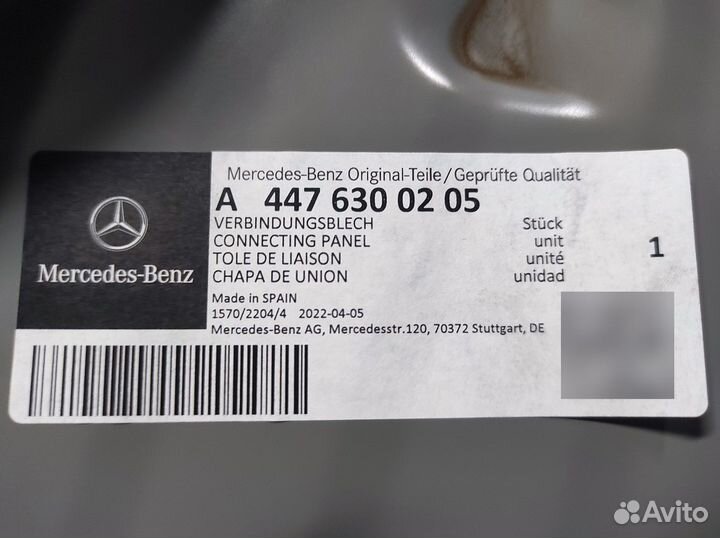 Mercedes-Benz Original-Teile/Geprüfte Qualität
A 447 630 02 05
VERBINDUNGSBLECH Stück
CONNECTING PANEL unit
TOLE DE LIAISON unité
CHAPA DE UNION unidad
1
Mercedes-Benz
Made in SPAIN
1570/2204/4 2022-04-05
Mercedes-Benz AG, Mercedesstr.120, 70372 Stuttgart, DE
Avito